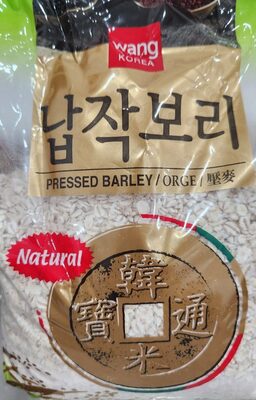 wang
KOREA
납작보리
PRESSED BARLEY / ORGE / 壓麥
Natural
韓
寶 通
米